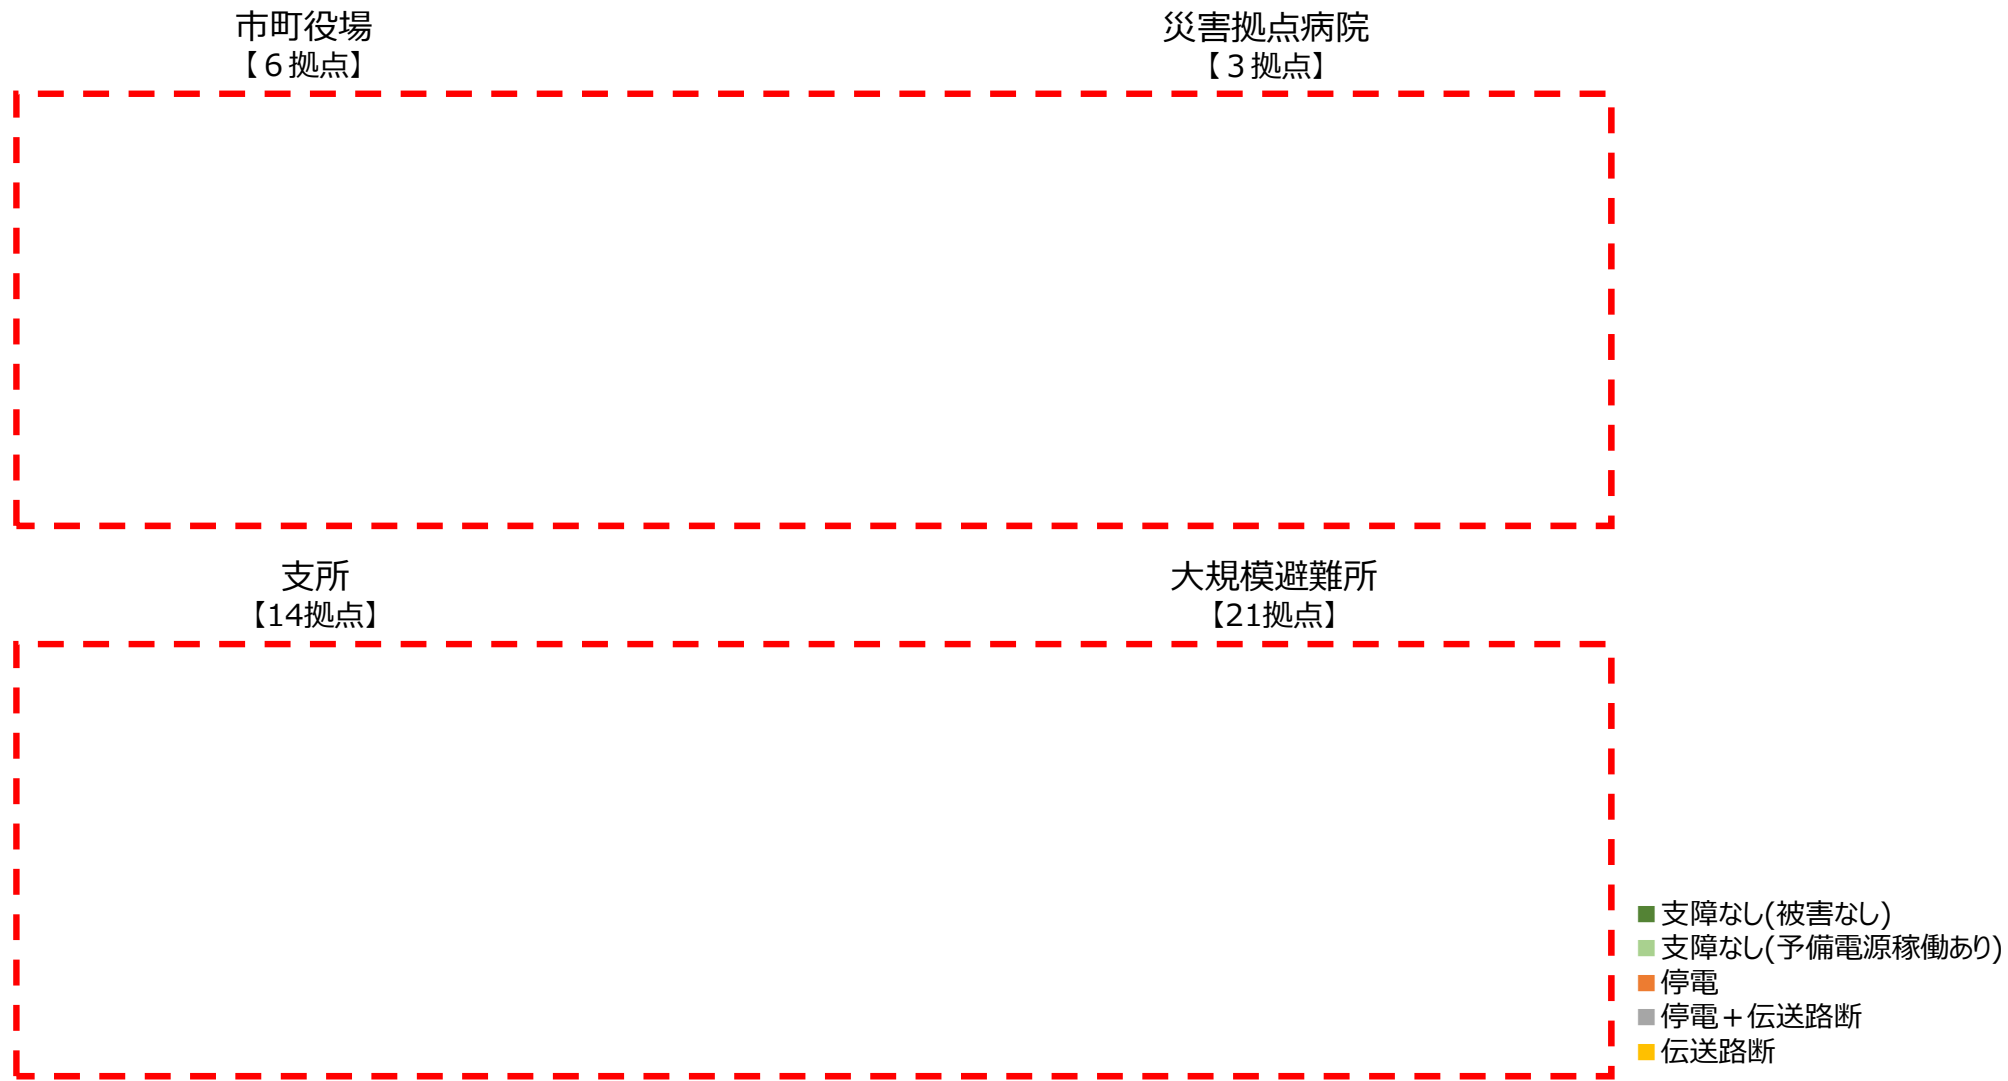 市町役場
【６拠点】
災害拠点病院
【３拠点】
支所
【14拠点】
大規模避難所
【21拠点】
支障なし(被害なし)
支障なし(予備電源稼働あり)
停電
停電＋伝送路断
伝送路断